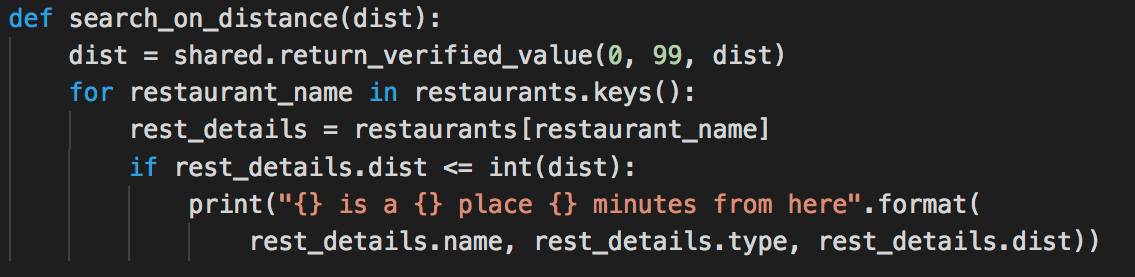 def search_on_distance(dist):
    dist = shared.return_verified_value(0, 99, dist)
    for restaurant_name in restaurants.keys():
        rest_details = restaurants[restaurant_name]
        if rest_details.dist <= int(dist):
            print("{} is a {} place {} minutes from here".format(
                rest_details.name, rest_details.type, rest_details.dist))